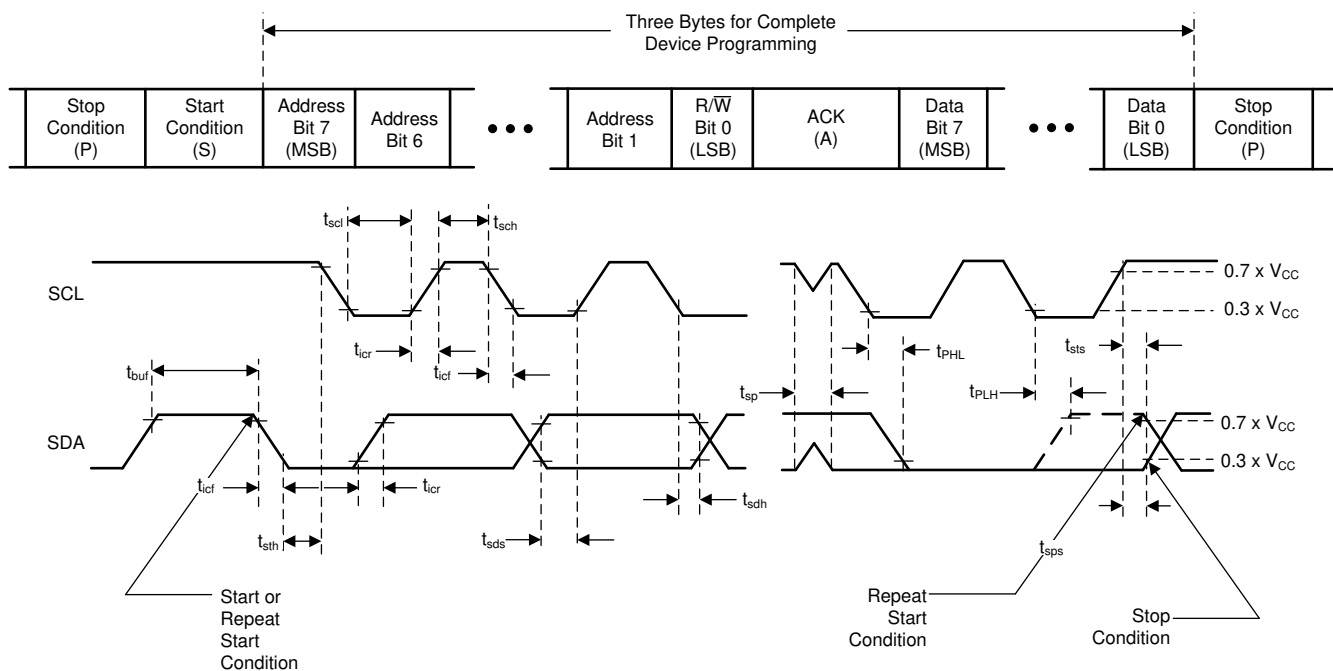 Three Bytes for Complete
Device Programming
Stop
Condition
(P)
Start
Condition
(S)
Address
Bit 7
(MSB)
Address
Bit 6
•••
Address
Bit 1
R/W̅
Bit 0
(LSB)
ACK
(A)
Data
Bit 7
(MSB)
•••
Data
Bit 0
(LSB)
Stop
Condition
(P)
tscl
tsch
SCL
0.7 x VCC
0.3 x VCC
ticr
ticf
tPHL
tsts
tbuf
tsp
tPLH
SDA
0.7 x VCC
0.3 x VCC
ticf
ticr
tsdh
tsth
tsds
tsps
Start or
Repeat
Start
Condition
Repeat
Start
Condition
Stop
Condition